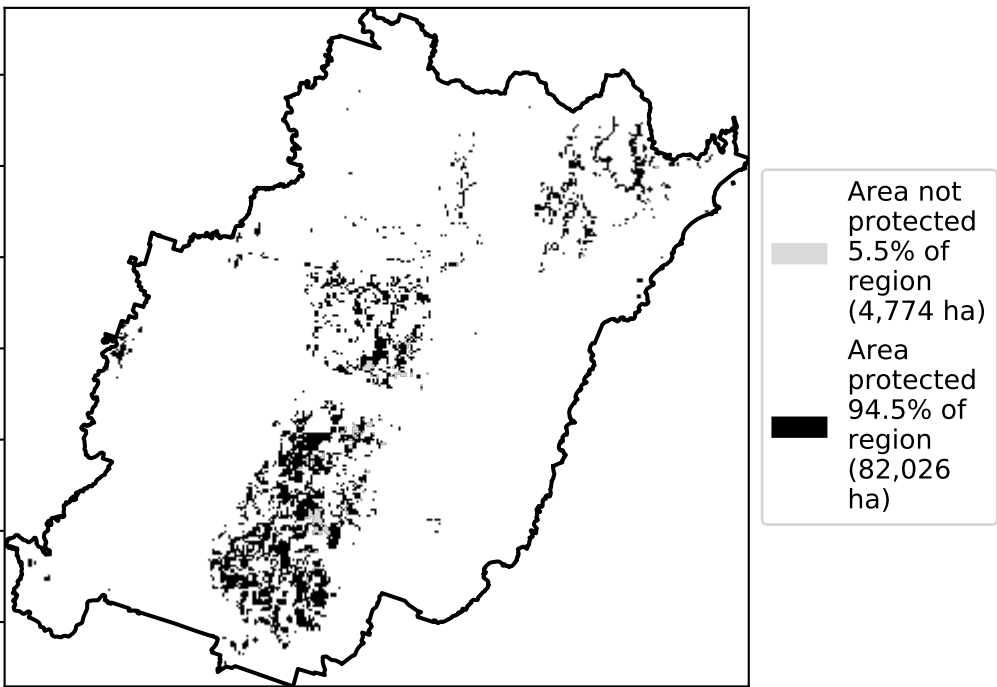 Area not
protected
5.5% of
region
(4,774 ha)
Area
protected
94.5% of
region
(82,026
ha)